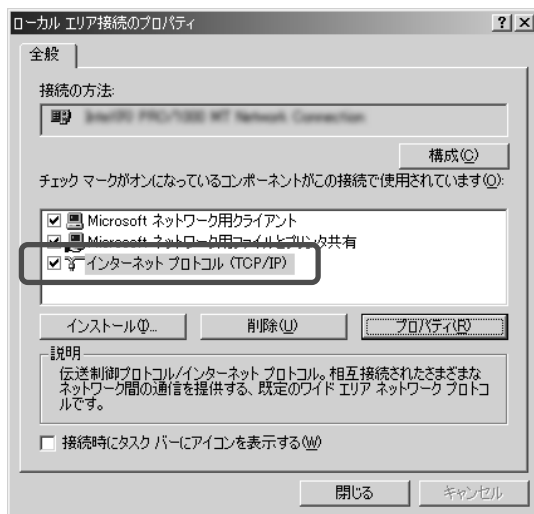 ローカル エリア接続のプロパティ
全般
接続の方法:
構成(C)
チェック マークがオンになっているコンポーネントがこの接続で使用されています(O):
Microsoft ネットワーク用クライアント
Microsoft ネットワーク用ファイルとプリンタ共有
インターネット プロトコル (TCP/IP)
インストール(I)... 削除(U) プロパティ(R)
説明
伝送制御プロトコル/インターネット プロトコル。相互接続されたさまざまな
ネットワーク間の通信を提供する、既定のワイド エリア ネットワーク プロトコ
ルです。
接続時にタスク バーにアイコンを表示する(W)
閉じる キャンセル